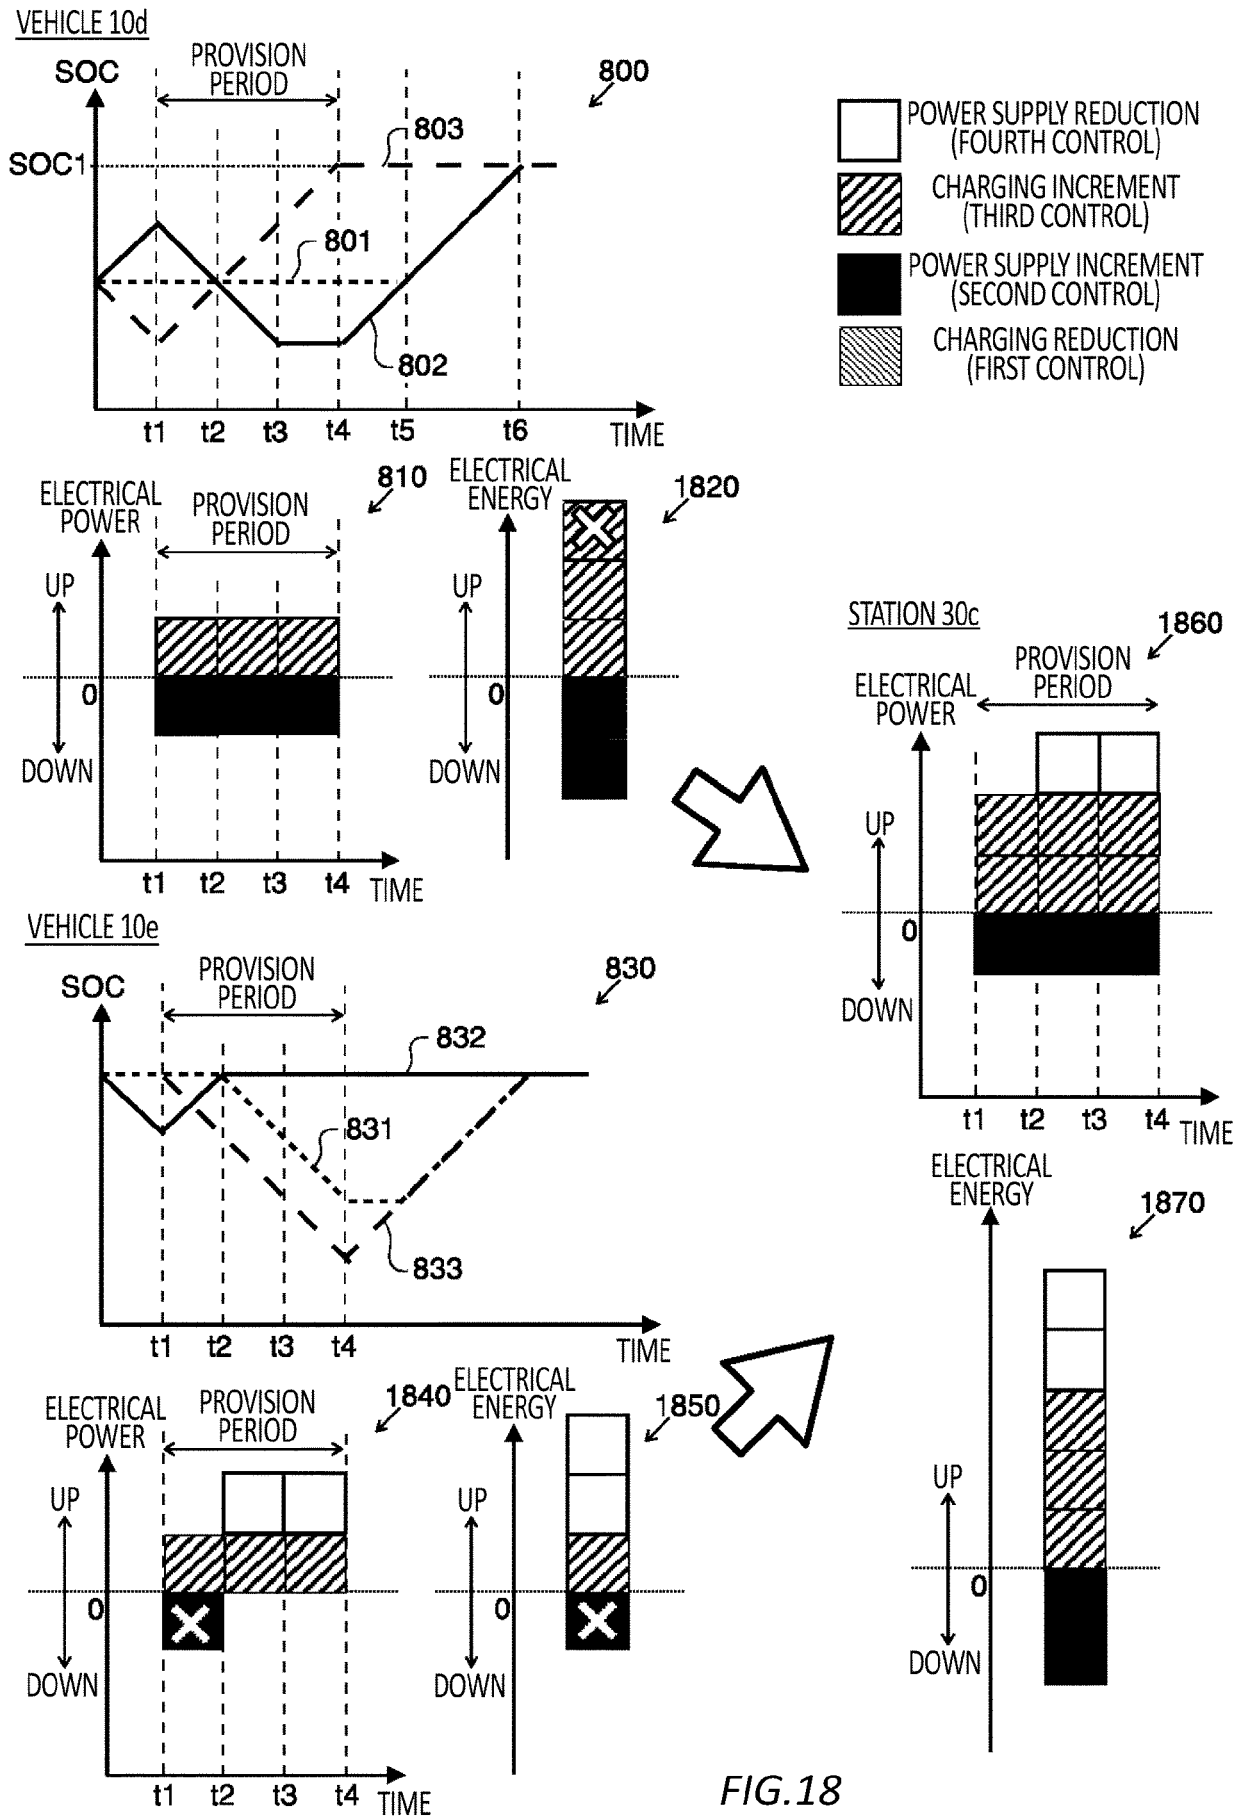 VEHICLE 10d
SOC
PROVISION
PERIOD
800
803
SOC1
801
802
t1 t2 t3 t4 t5 t6
TIME
POWER SUPPLY REDUCTION
(FOURTH CONTROL)
CHARGING INCREMENT
(THIRD CONTROL)
POWER SUPPLY INCREMENT
(SECOND CONTROL)
CHARGING REDUCTION
(FIRST CONTROL)
ELECTRICAL
POWER
PROVISION
PERIOD
810
UP
0
DOWN
t1 t2 t3 t4 TIME
ELECTRICAL
ENERGY
1820
UP
0
DOWN
STATION 30c
1860
ELECTRICAL
POWER
PROVISION
PERIOD
UP
0
DOWN
t1 t2 t3 t4 TIME
VEHICLE 10e
SOC
PROVISION
PERIOD
830
832
831
833
t1 t2 t3 t4
TIME
ELECTRICAL
ENERGY
1870
UP
0
DOWN
ELECTRICAL
POWER
PROVISION
PERIOD
1840
UP
0
DOWN
t1 t2 t3 t4 TIME
ELECTRICAL
ENERGY
1850
UP
0
DOWN
FIG.18